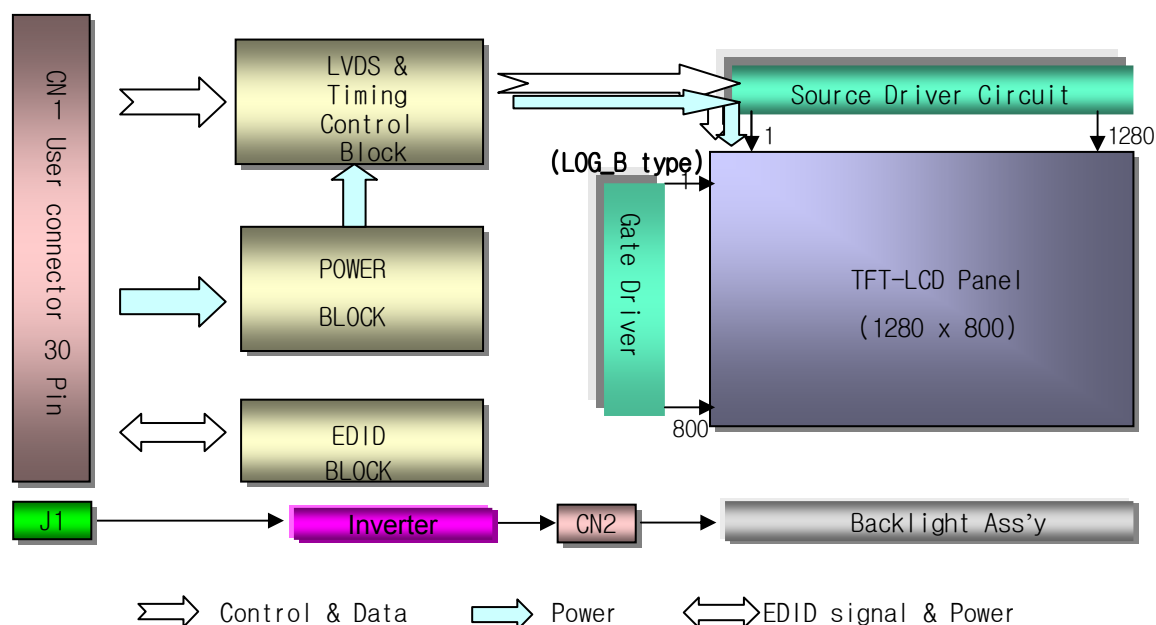 CN-1 User connector 30 Pin
LVDS &
Timing
Control
Block
POWER
BLOCK
EDID
BLOCK
Source Driver Circuit
1
1280
(LOG_B type)
1
Gate Driver
800
TFT-LCD Panel
(1280 x 800)
J1
Inverter
CN2
Backlight Ass'y
Control & Data
Power
EDID signal & Power